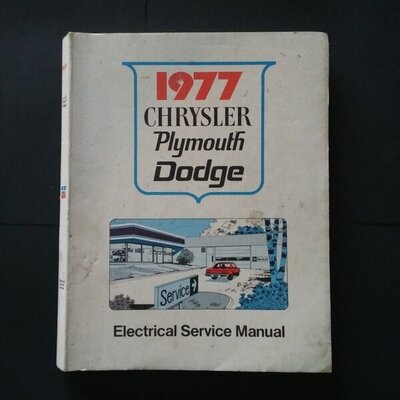 1977
CHRYSLER
Plymouth
Dodge
Service
Electrical Service Manual